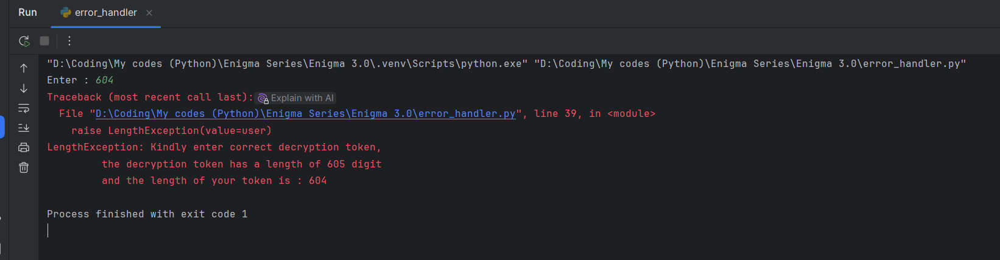 Run error_handler
"D:\Coding\My codes (Python)\Enigma Series\Enigma 3.0\.venv\Scripts\python.exe" "D:\Coding\My codes (Python)\Enigma Series\Enigma 3.0\error_handler.py"
Enter : 604
Traceback (most recent call last): Explain with AI
  File "D:\Coding\My codes (Python)\Enigma Series\Enigma 3.0\error_handler.py", line 39, in <module>
    raise LengthException(value=user)
LengthException: Kindly enter correct decryption token,
         the decryption token has a length of 605 digit
         and the length of your token is : 604
Process finished with exit code 1